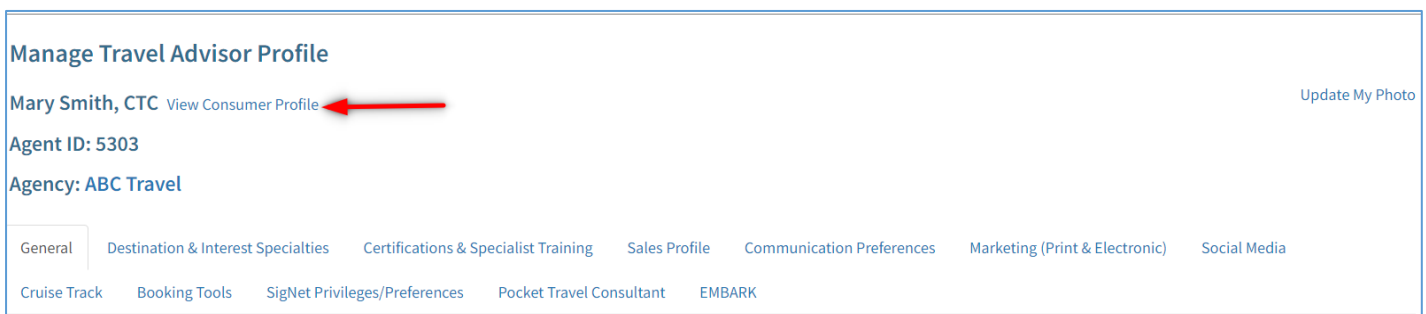 Manage Travel Advisor Profile
Mary Smith, CTC View Consumer Profile
Update My Photo
Agent ID: 5303
Agency: ABC Travel
General Destination & Interest Specialties Certifications & Specialist Training Sales Profile Communication Preferences Marketing (Print & Electronic) Social Media
Cruise Track Booking Tools SigNet Privileges/Preferences Pocket Travel Consultant EMBARK